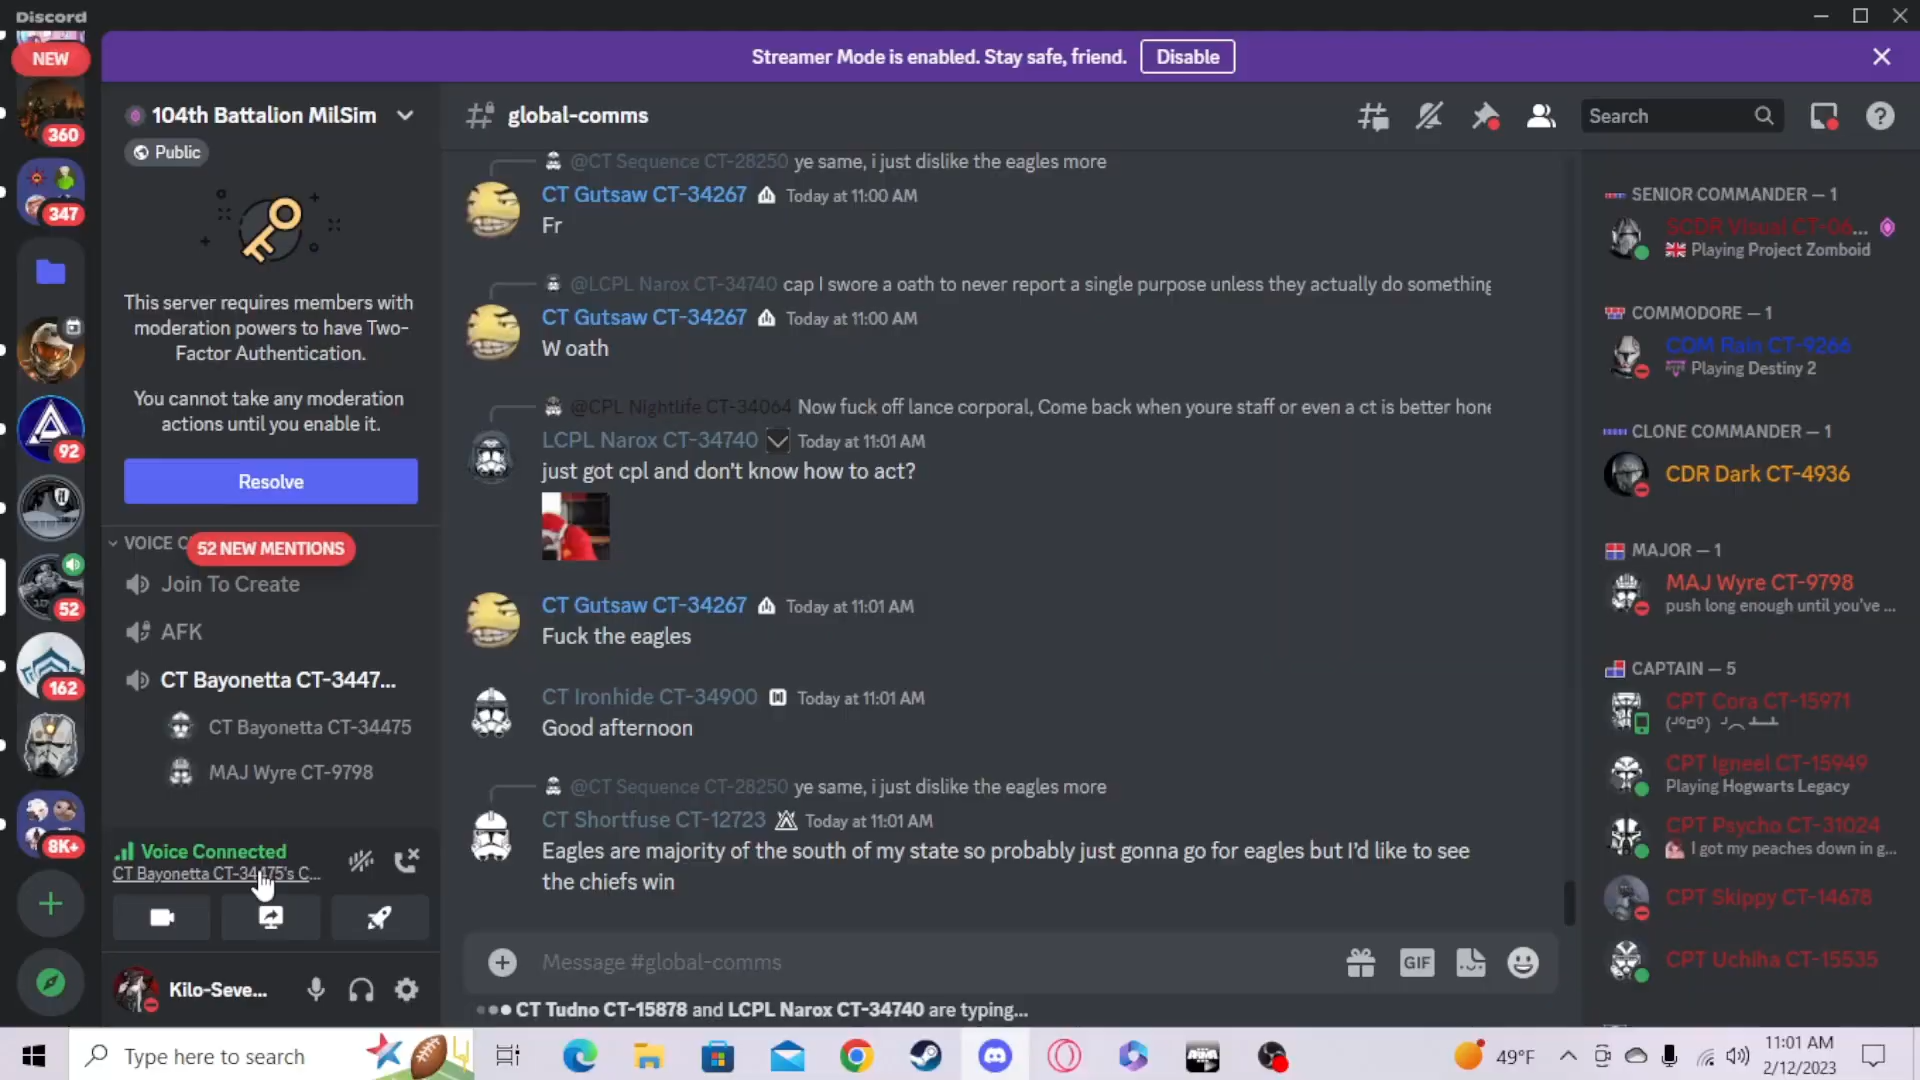 Discord
NEW
Streamer Mode is enabled. Stay safe, friend.
Disable
360
347
92
52
162
8K+
104th Battalion MilSim
Public
This server requires members with
moderation powers to have Two-
Factor Authentication.
You cannot take any moderation
actions until you enable it.
Resolve
VOICE C
52 NEW MENTIONS
Join To Create
AFK
CT Bayonetta CT-3447...
CT Bayonetta CT-34475
MAJ Wyre CT-9798
Voice Connected
CT Bayonetta CT-34475's C...
Kilo-Seve...
global-comms
Search
@CT Sequence CT-28250 ye same, i just dislike the eagles more
CT Gutsaw CT-34267 Today at 11:00 AM
Fr
@LCPL Narox CT-34740 cap I swore a oath to never report a single purpose unless they actually do something
CT Gutsaw CT-34267 Today at 11:00 AM
W oath
@CPL Nightlife CT-34064 Now fuck off lance corporal, Come back when youre staff or even a ct is better hone
LCPL Narox CT-34740 Today at 11:01 AM
just got cpl and don't know how to act?
CT Gutsaw CT-34267 Today at 11:01 AM
Fuck the eagles
CT Ironhide CT-34900 Today at 11:01 AM
Good afternoon
@CT Sequence CT-28250 ye same, i just dislike the eagles more
CT Shortfuse CT-12723 Today at 11:01 AM
Eagles are majority of the south of my state so probably just gonna go for eagles but I'd like to see
the chiefs win
Message #global-comms
GIF
CT Tudno CT-15878 and LCPL Narox CT-34740 are typing...
SENIOR COMMANDER — 1
SCDR Visual CT-06...
Playing Project Zomboid
COMMODORE — 1
COM Rain CT-9266
Playing Destiny 2
CLONE COMMANDER — 1
CDR Dark CT-4936
MAJOR — 1
MAJ Wyre CT-9798
push long enough until you've ...
CAPTAIN — 5
CPT Cora CT-15971
(╯°□°)╯︵ ┻━┻
CPT Igneel CT-15949
Playing Hogwarts Legacy
CPT Psycho CT-31024
I got my peaches down in g...
CPT Skippy CT-14678
CPT Uchiha CT-15535
Type here to search
49°F
11:01 AM
2/12/2023